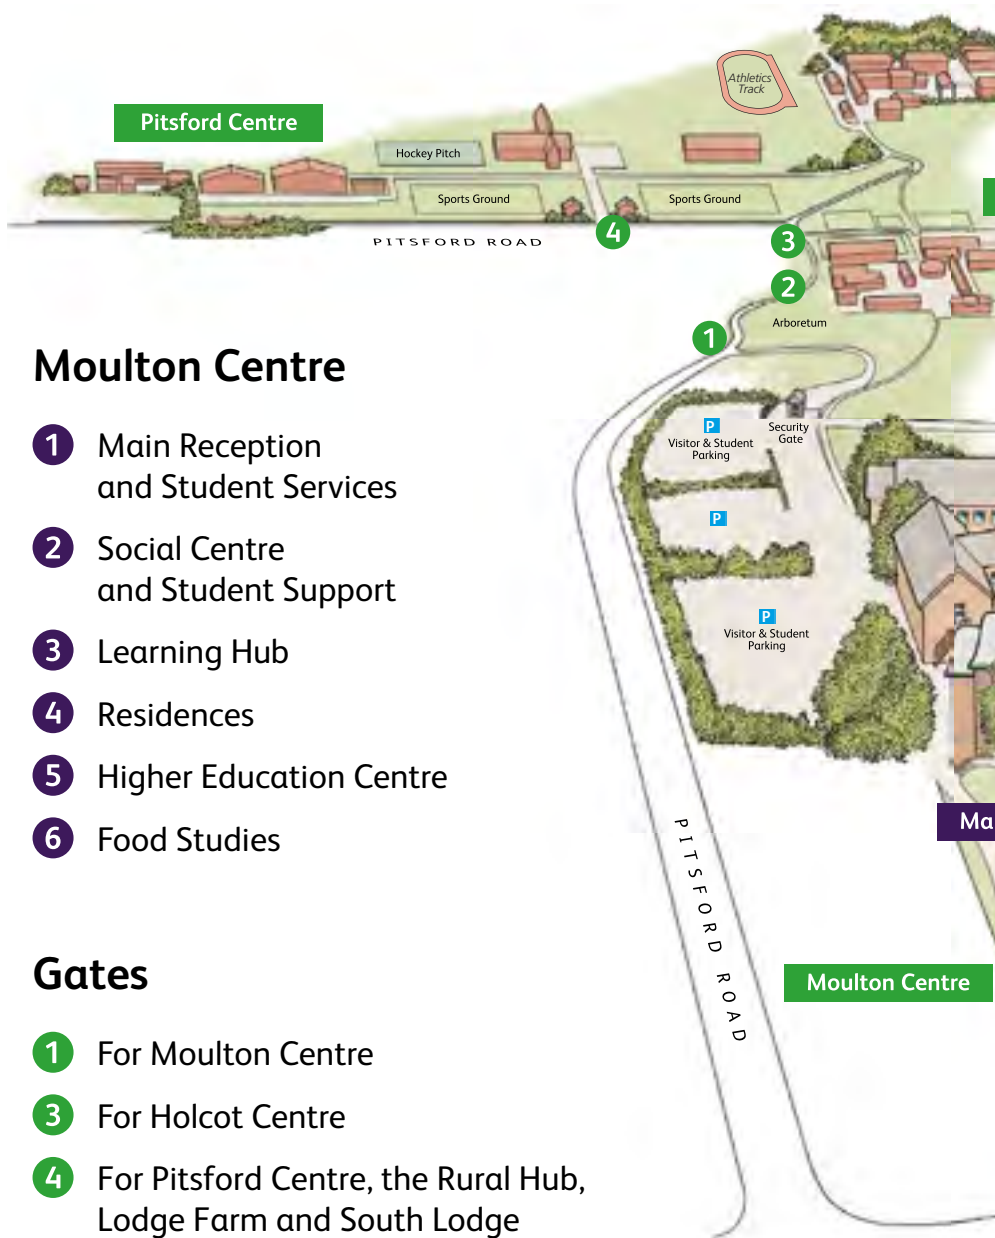 Athletics
Track
Pitsford Centre
Hockey Pitch
Sports Ground
Sports Ground
4
PITSFORD ROAD
3
2
Arboretum
1
Moulton Centre
1 Main Reception
and Student Services
2 Social Centre
and Student Support
3 Learning Hub
4 Residences
5 Higher Education Centre
6 Food Studies
P
Visitor & Student
Parking
Security
Gate
P
P
Visitor & Student
Parking
Ma
PITSFORD ROAD
Moulton Centre
Gates
1 For Moulton Centre
3 For Holcot Centre
4 For Pitsford Centre, the Rural Hub,
Lodge Farm and South Lodge